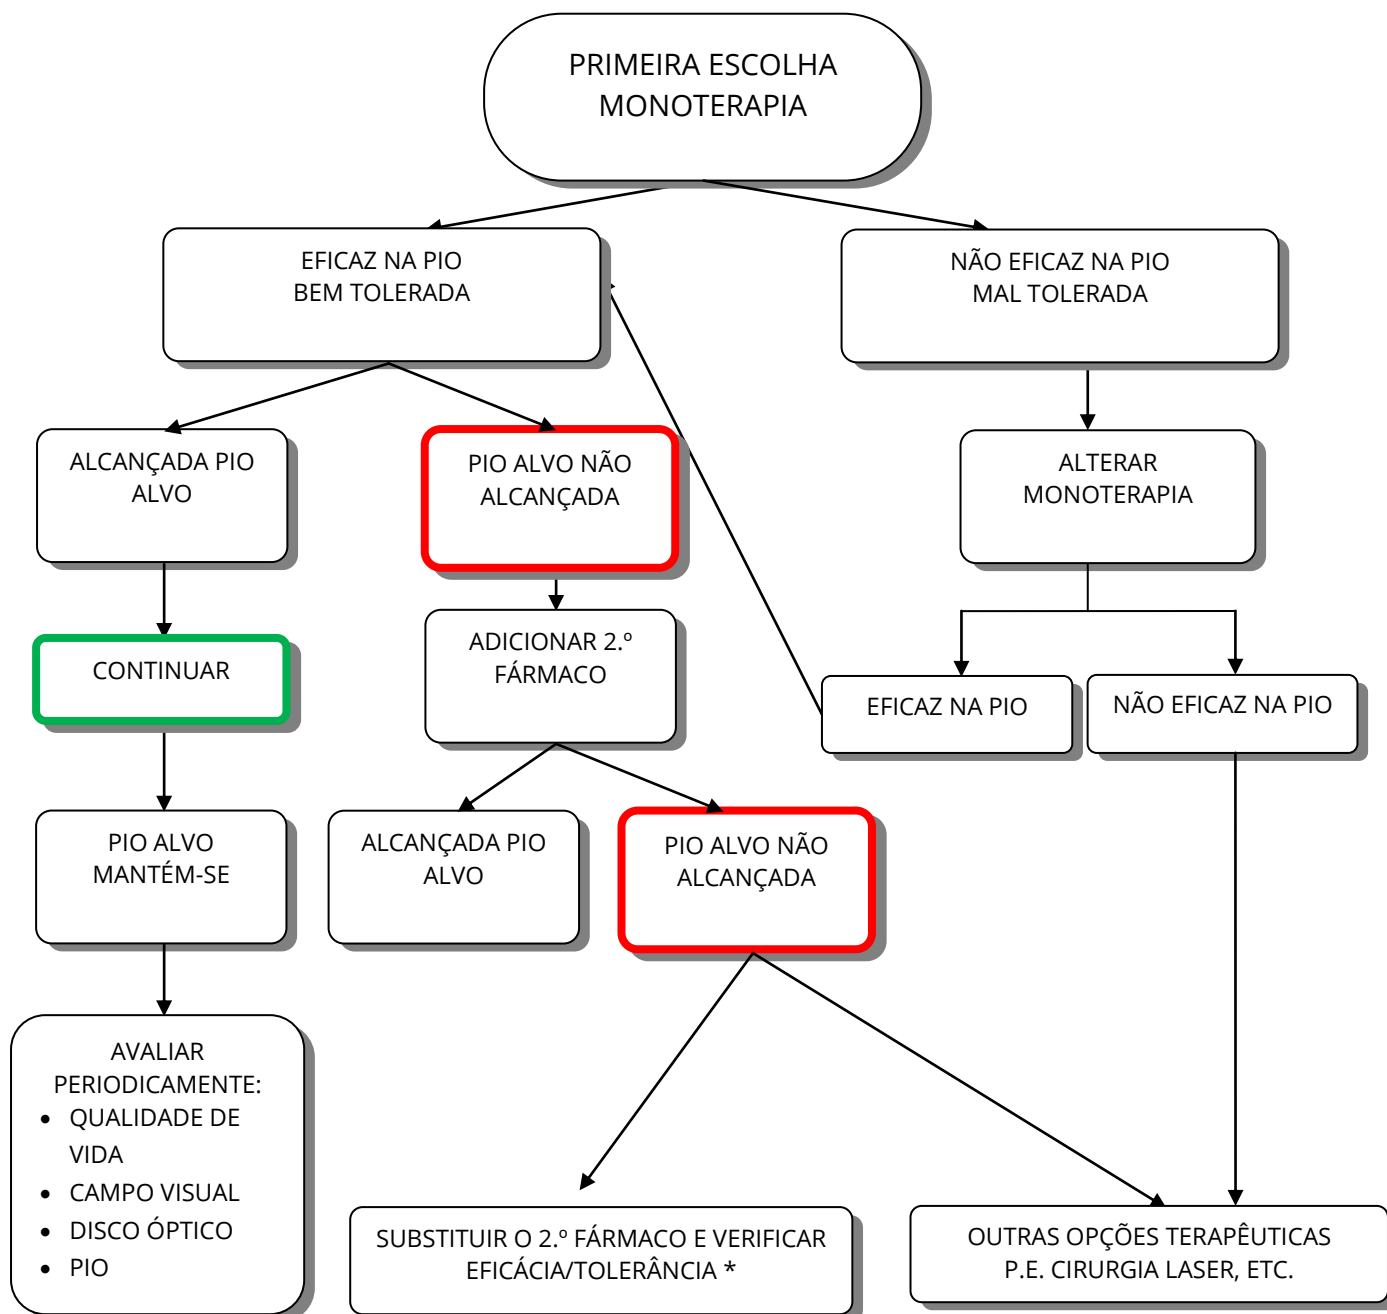 PRIMEIRA ESCOLHA
MONOTERAPIA
EFICAZ NA PIO
BEM TOLERADA
NÃO EFICAZ NA PIO
MAL TOLERADA
ALCANÇADA PIO
ALVO
PIO ALVO NÃO
ALCANÇADA
ALTERAR
MONOTERAPIA
CONTINUAR
ADICIONAR 2.º
FÁRMACO
EFICAZ NA PIO
NÃO EFICAZ NA PIO
PIO ALVO
MANTÉM-SE
ALCANÇADA PIO
ALVO
PIO ALVO NÃO
ALCANÇADA
AVALIAR
PERIODICAMENTE:
• QUALIDADE DE
VIDA
• CAMPO VISUAL
• DISCO ÓPTICO
• PIO
SUBSTITUIR O 2.º FÁRMACO E VERIFICAR
EFICÁCIA/TOLERÂNCIA *
OUTRAS OPÇÕES TERAPÊUTICAS
P.E. CIRURGIA LASER, ETC.